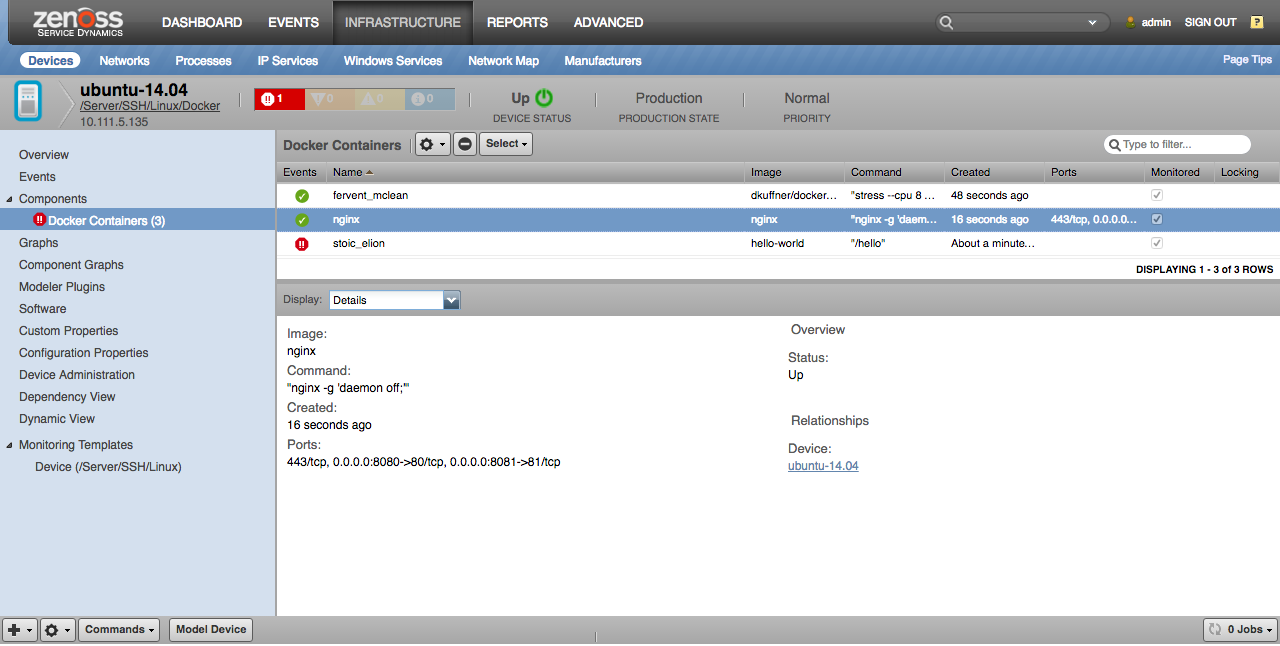 zenoss
SERVICE DYNAMICS
DASHBOARD EVENTS INFRASTRUCTURE REPORTS ADVANCED
admin SIGN OUT ?
Devices Networks Processes IP Services Windows Services Network Map Manufacturers Page Tips
ubuntu-14.04
/Server/SSH/Linux/Docker
10.111.5.135
1 0 0 0
Up
DEVICE STATUS
Production
PRODUCTION STATE
Normal
PRIORITY
Overview
Events
Components
Docker Containers (3)
Graphs
Component Graphs
Modeler Plugins
Software
Custom Properties
Configuration Properties
Device Administration
Dependency View
Dynamic View
Monitoring Templates
Device (/Server/SSH/Linux)
Docker Containers Select Type to filter...
Events Name Image Command Created Ports Monitored Locking
fervent_mclean dkuffner/docker... "stress --cpu 8 ... 48 seconds ago
nginx nginx "nginx -g 'daem... 16 seconds ago 443/tcp, 0.0.0.0...
stoic_elion hello-world "/hello" About a minute...
DISPLAYING 1 - 3 of 3 ROWS
Display: Details
Image:
nginx
Command:
"nginx -g 'daemon off;'"
Created:
16 seconds ago
Ports:
443/tcp, 0.0.0.0:8080->80/tcp, 0.0.0.0:8081->81/tcp
Overview
Status:
Up
Relationships
Device:
ubuntu-14.04
Commands Model Device 0 Jobs